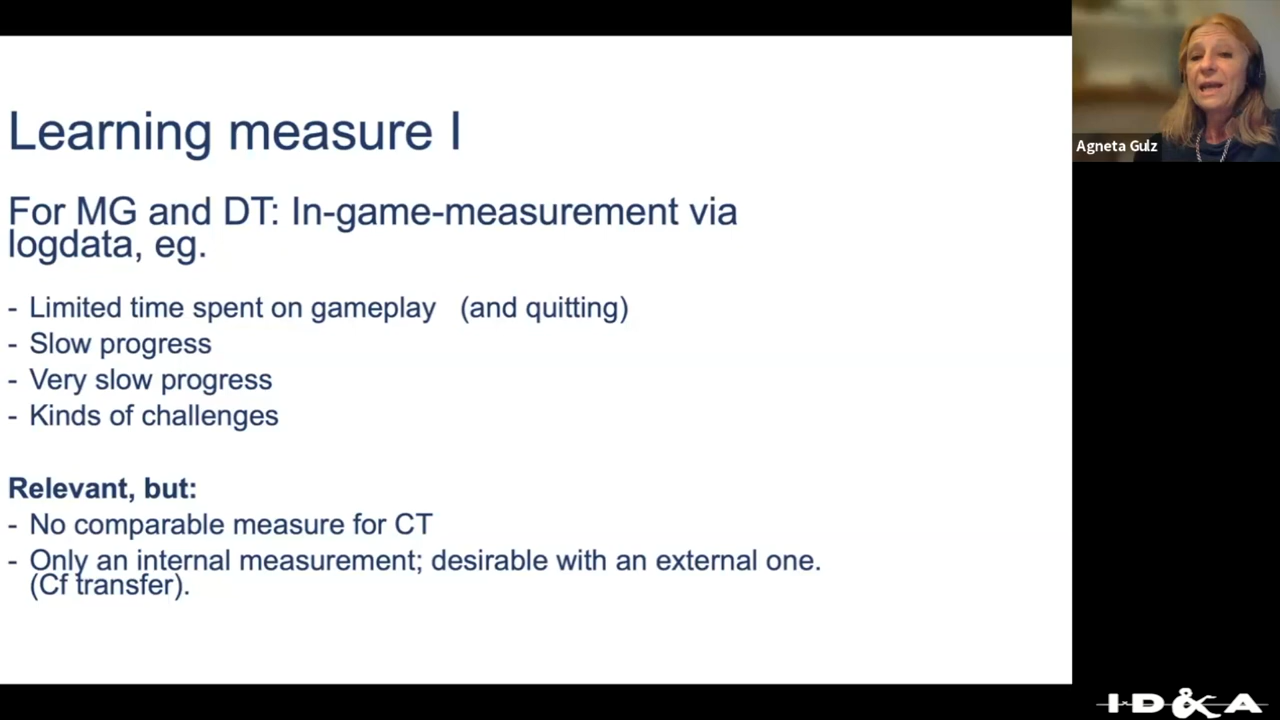 Learning measure I
For MG and DT: In-game-measurement via
logdata, eg.
- Limited time spent on gameplay (and quitting)
- Slow progress
- Very slow progress
- Kinds of challenges
Relevant, but:
- No comparable measure for CT
- Only an internal measurement; desirable with an external one.
(Cf transfer).
Agneta Gulz
ID&A